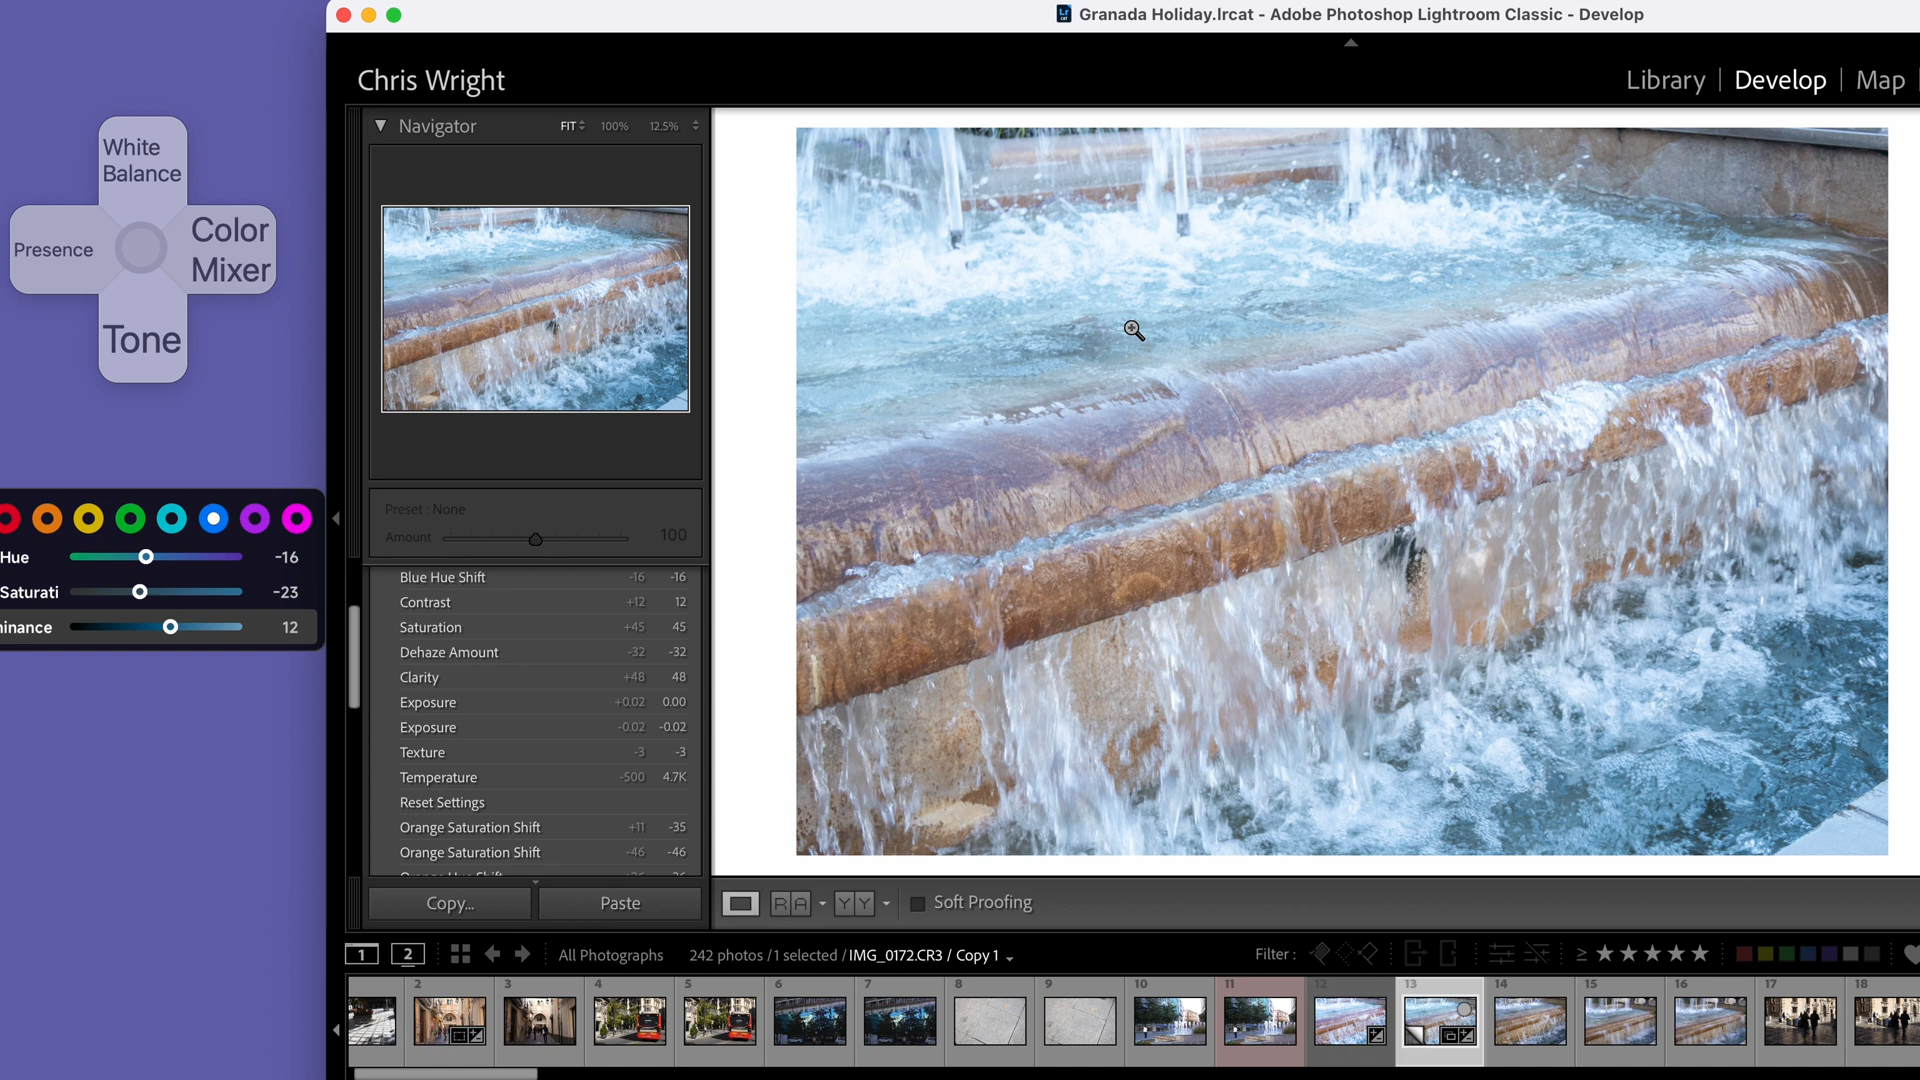 Granada Holiday.lrcat - Adobe Photoshop Lightroom Classic - Develop
Chris Wright
Library | Develop | Map
White
Balance
Presence
Color
Mixer
Tone
Navigator FIT 100% 12.5%
Preset : None
Amount 100
Hue -16
Saturati -23
ninance 12
Blue Hue Shift -16 -16
Contrast +12 12
Saturation +45 45
Dehaze Amount -32 -32
Clarity +48 48
Exposure +0.02 0.00
Exposure -0.02 -0.02
Texture -3 -3
Temperature -500 4.7K
Reset Settings
Orange Saturation Shift +11 -35
Orange Saturation Shift -46 -46
Copy... Paste
R A Y Y Soft Proofing
1 2 All Photographs 242 photos / 1 selected / IMG_0172.CR3 / Copy 1 Filter : ≥ ★★★★★
2 3 4 5 6 7 8 9 10 11 12 13 14 15 16 17 18